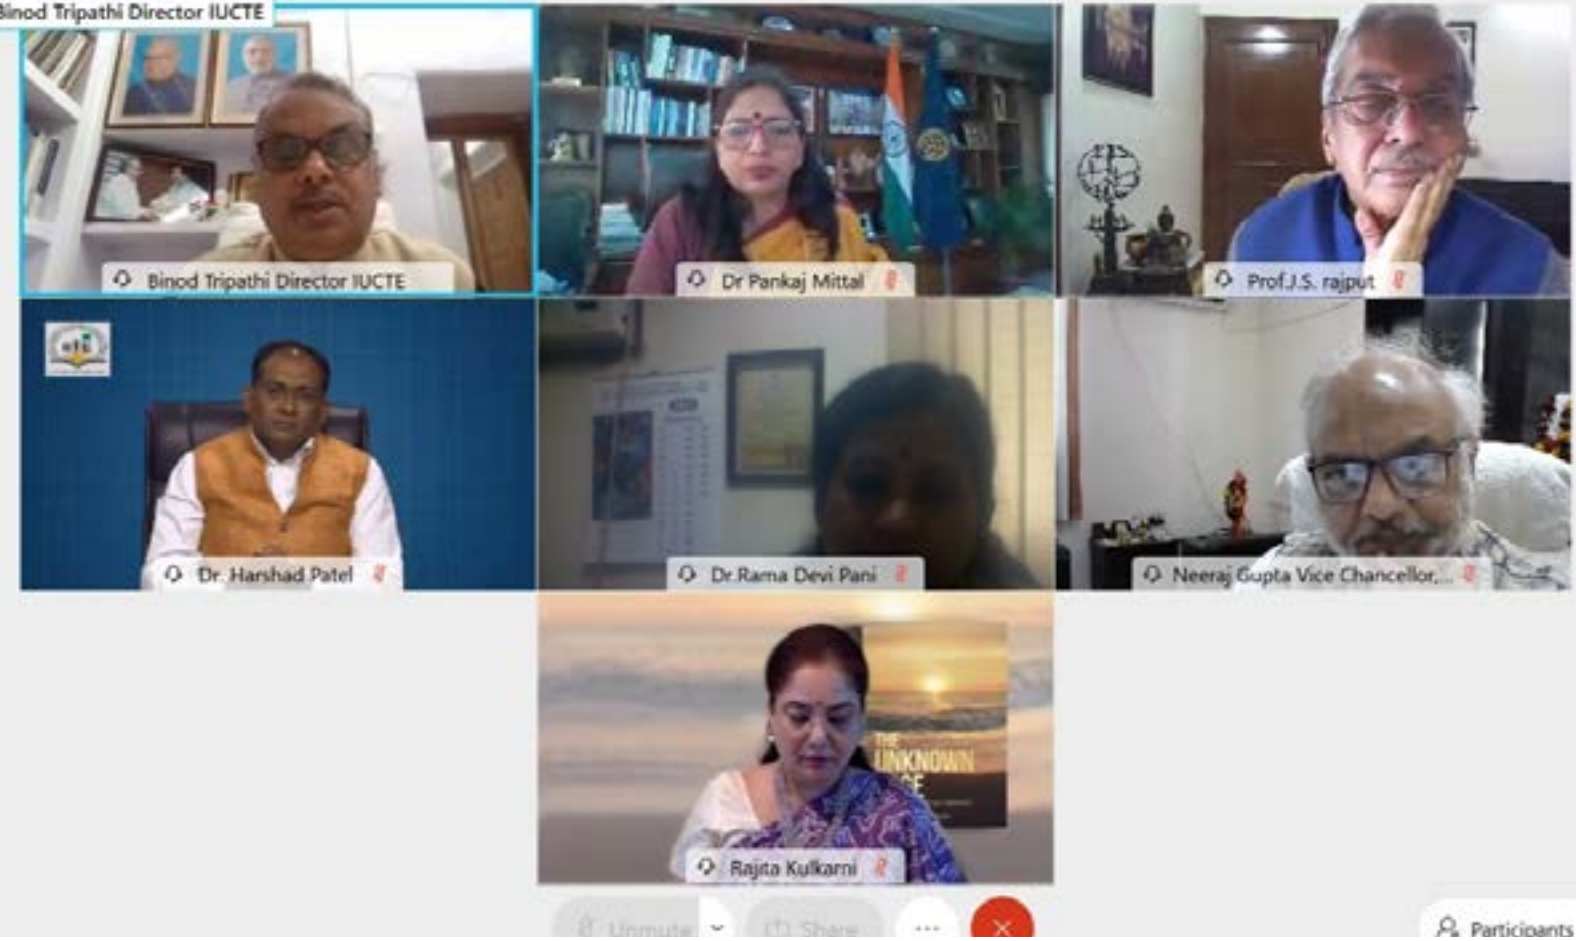 Binod Tripathi Director IUCTE
Binod Tripathi Director IUCTE
Dr Pankaj Mittal
Prof.J.S. rajput
Dr. Harshad Patel
Dr.Rama Devi Pani
Neeraj Gupta Vice Chancellor,...
THE
UNKNOWN
Rajita Kulkarni
Unmute
Share
Participants